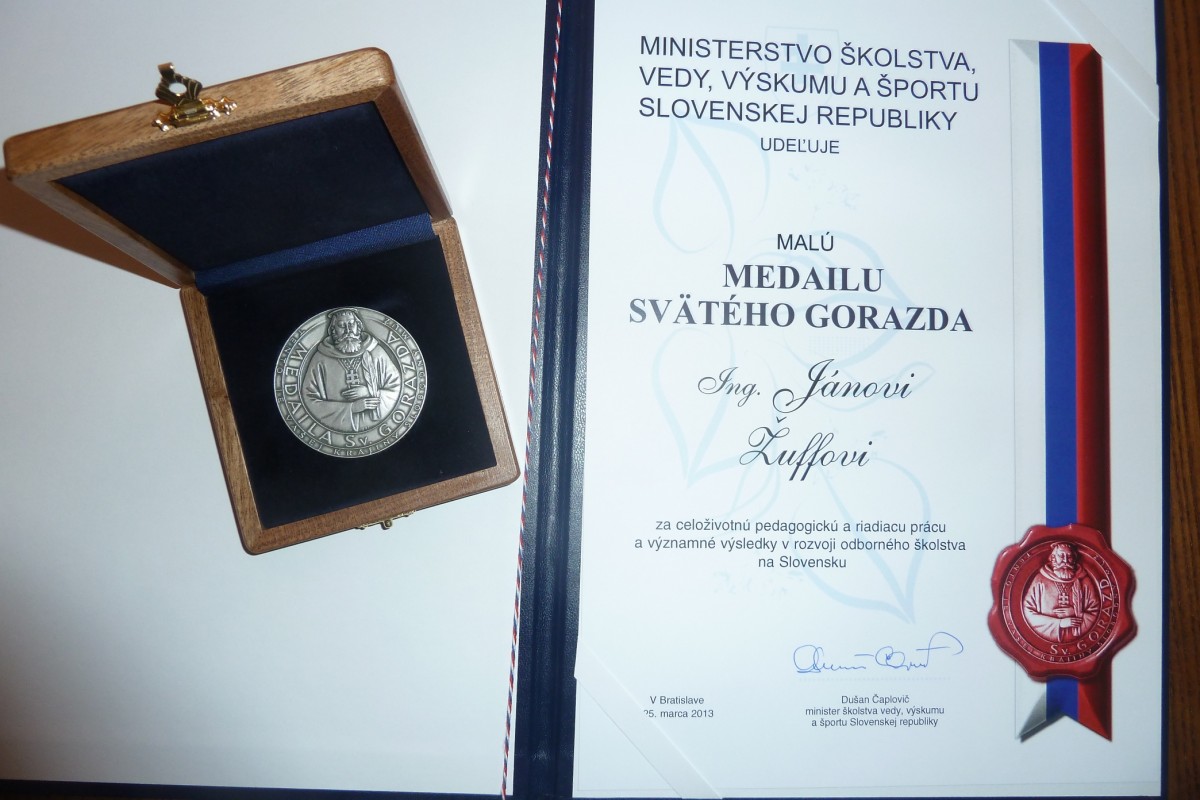 MEDAILA Sv. GORAZDA
MINISTERSTVO ŠKOLSTVA,
VEDY, VÝSKUMU A ŠPORTU
SLOVENSKEJ REPUBLIKY
UDEĽUJE
MALÚ
MEDAILU
SVÄTÉHO GORAZDA
Ing. Jánovi
Žuffovi
za celoživotnú pedagogickú a riadiacu prácu
a významné výsledky v rozvoji odborného školstva
na Slovensku
Sv. GORAZD
V Bratislave
25. marca 2013
Dušan Čaplovič
minister školstva vedy, výskumu
a športu Slovenskej republiky